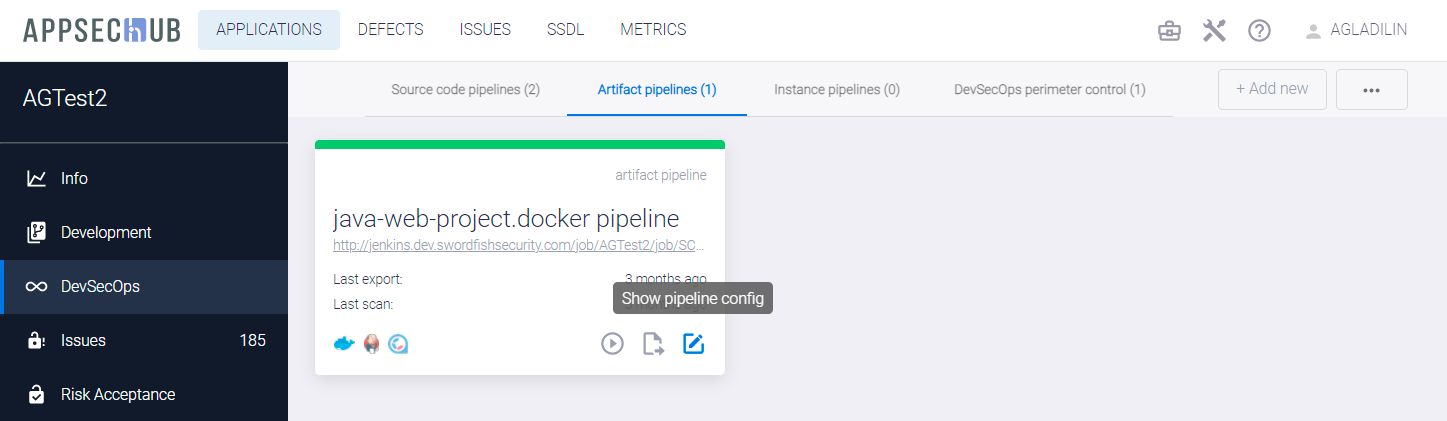 APPSECHUB APPLICATIONS DEFECTS ISSUES SSDL METRICS AGLADILIN
AGTest2
Source code pipelines (2) Artifact pipelines (1) Instance pipelines (0) DevSecOps perimeter control (1) + Add new •••
Info
Development
DevSecOps
Issues 185
Risk Acceptance
artifact pipeline
java-web-project.docker pipeline
http://jenkins.dev.swordfishsecurity.com/job/AGTest2/job/SC...
Last export: 3 months ago
Show pipeline config
Last scan: